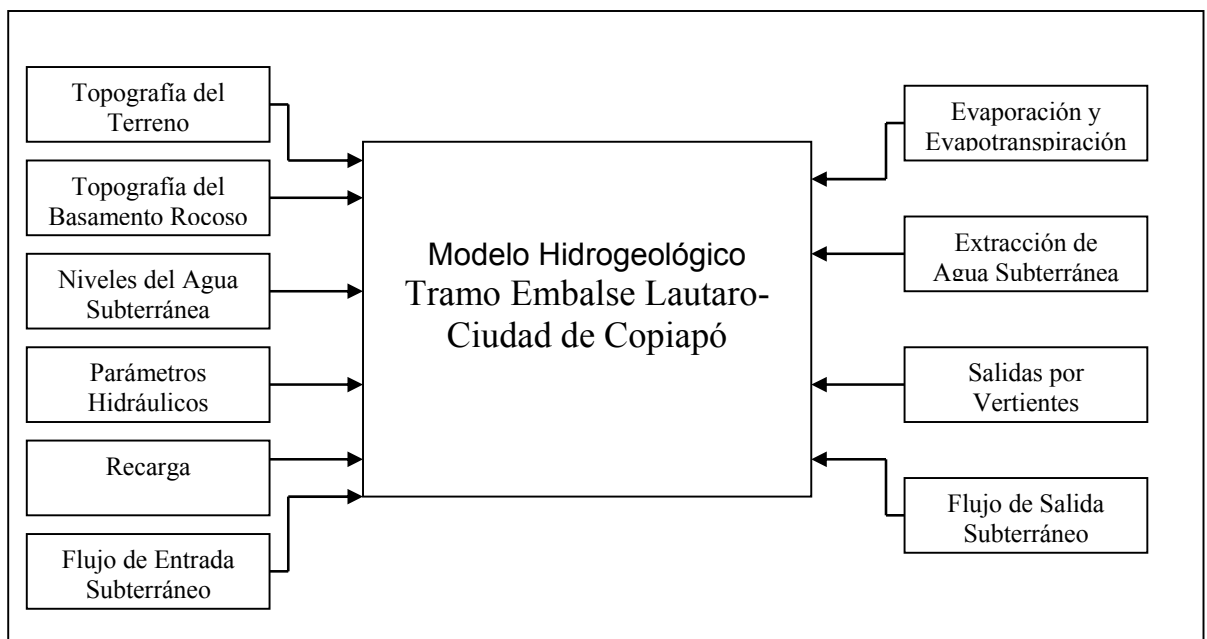 Topografía del
Terreno
Topografía del
Basamento Rocoso
Niveles del Agua
Subterránea
Parámetros
Hidráulicos
Recarga
Flujo de Entrada
Subterráneo
Modelo Hidrogeológico
Tramo Embalse Lautaro-
Ciudad de Copiapó
Evaporación y
Evapotranspiración
Extracción de
Agua Subterránea
Salidas por
Vertientes
Flujo de Salida
Subterráneo